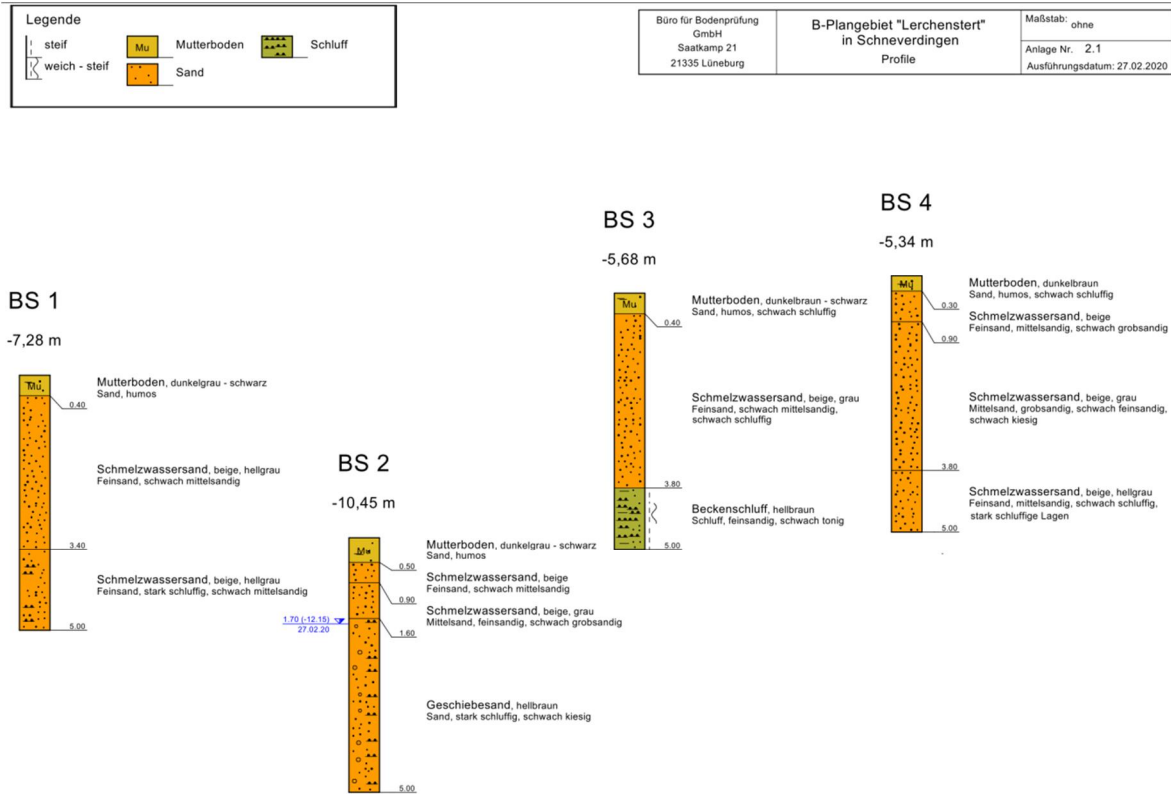 Legende
steif
weich - steif
Mu
Mutterboden
Sand
Schluff
Büro für Bodenprüfung
GmbH
Saatkamp 21
21335 Lüneburg
B-Plangebiet "Lerchenstert"
in Schneverdingen
Profile
Maßstab: ohne
Anlage Nr. 2.1
Ausführungsdatum: 27.02.2020
BS 1
-7,28 m
Mu
0.40
3.40
5.00
Mutterboden, dunkelgrau - schwarz
Sand, humos
Schmelzwassersand, beige, hellgrau
Feinsand, schwach mittelsandig
Schmelzwassersand, beige, hellgrau
Feinsand, stark schluffig, schwach mittelsandig
BS 2
-10,45 m
Mu
0.50
0.90
1.60
5.00
1.70 (-12.15)
27.02.20
Mutterboden, dunkelgrau - schwarz
Sand, humos
Schmelzwassersand, beige
Feinsand, schwach mittelsandig
Schmelzwassersand, beige, grau
Mittelsand, feinsandig, schwach grobsandig
Geschiebesand, hellbraun
Sand, stark schluffig, schwach kiesig
BS 3
-5,68 m
Mu
0.40
3.80
5.00
Mutterboden, dunkelbraun - schwarz
Sand, humos, schwach schluffig
Schmelzwassersand, beige, grau
Feinsand, schwach mittelsandig,
schwach schluffig
Beckenschluff, hellbraun
Schluff, feinsandig, schwach tonig
BS 4
-5,34 m
Mu
0.30
0.90
3.80
5.00
Mutterboden, dunkelbraun
Sand, humos, schwach schluffig
Schmelzwassersand, beige
Feinsand, mittelsandig, schwach grobsandig
Schmelzwassersand, beige, grau
Mittelsand, grobsandig, schwach feinsandig,
schwach kiesig
Schmelzwassersand, beige, hellgrau
Feinsand, mittelsandig, schwach schluffig,
stark schluffige Lagen